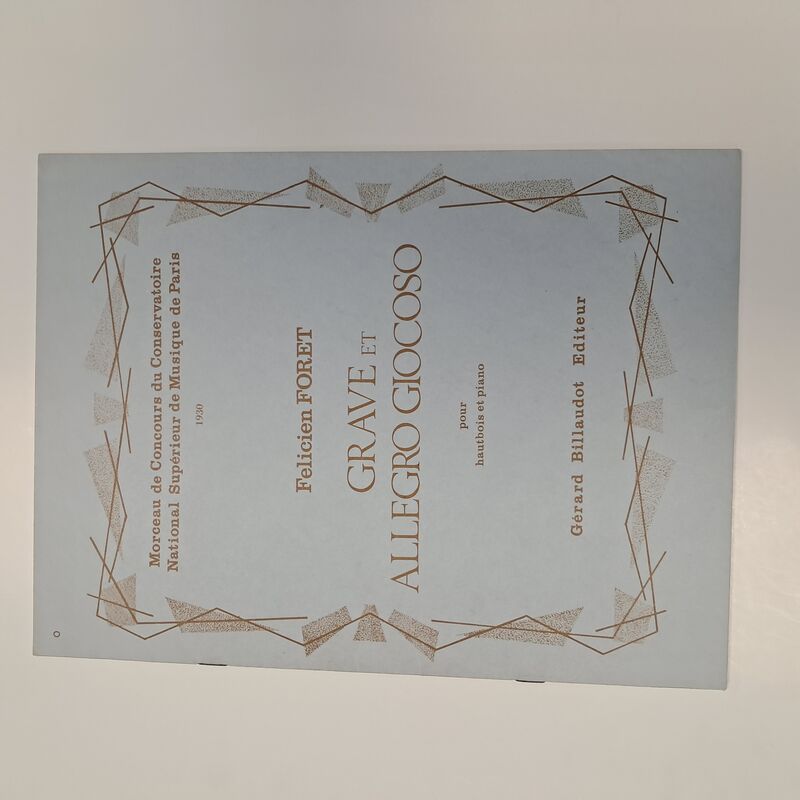 O
Morceau de Concours du Conservatoire
National Supérieur de Musique de Paris
1930
Felicien FORET
GRAVE ET
ALLEGRO GIOCOSO
pour
hautbois et piano
Gérard Billaudot Editeur